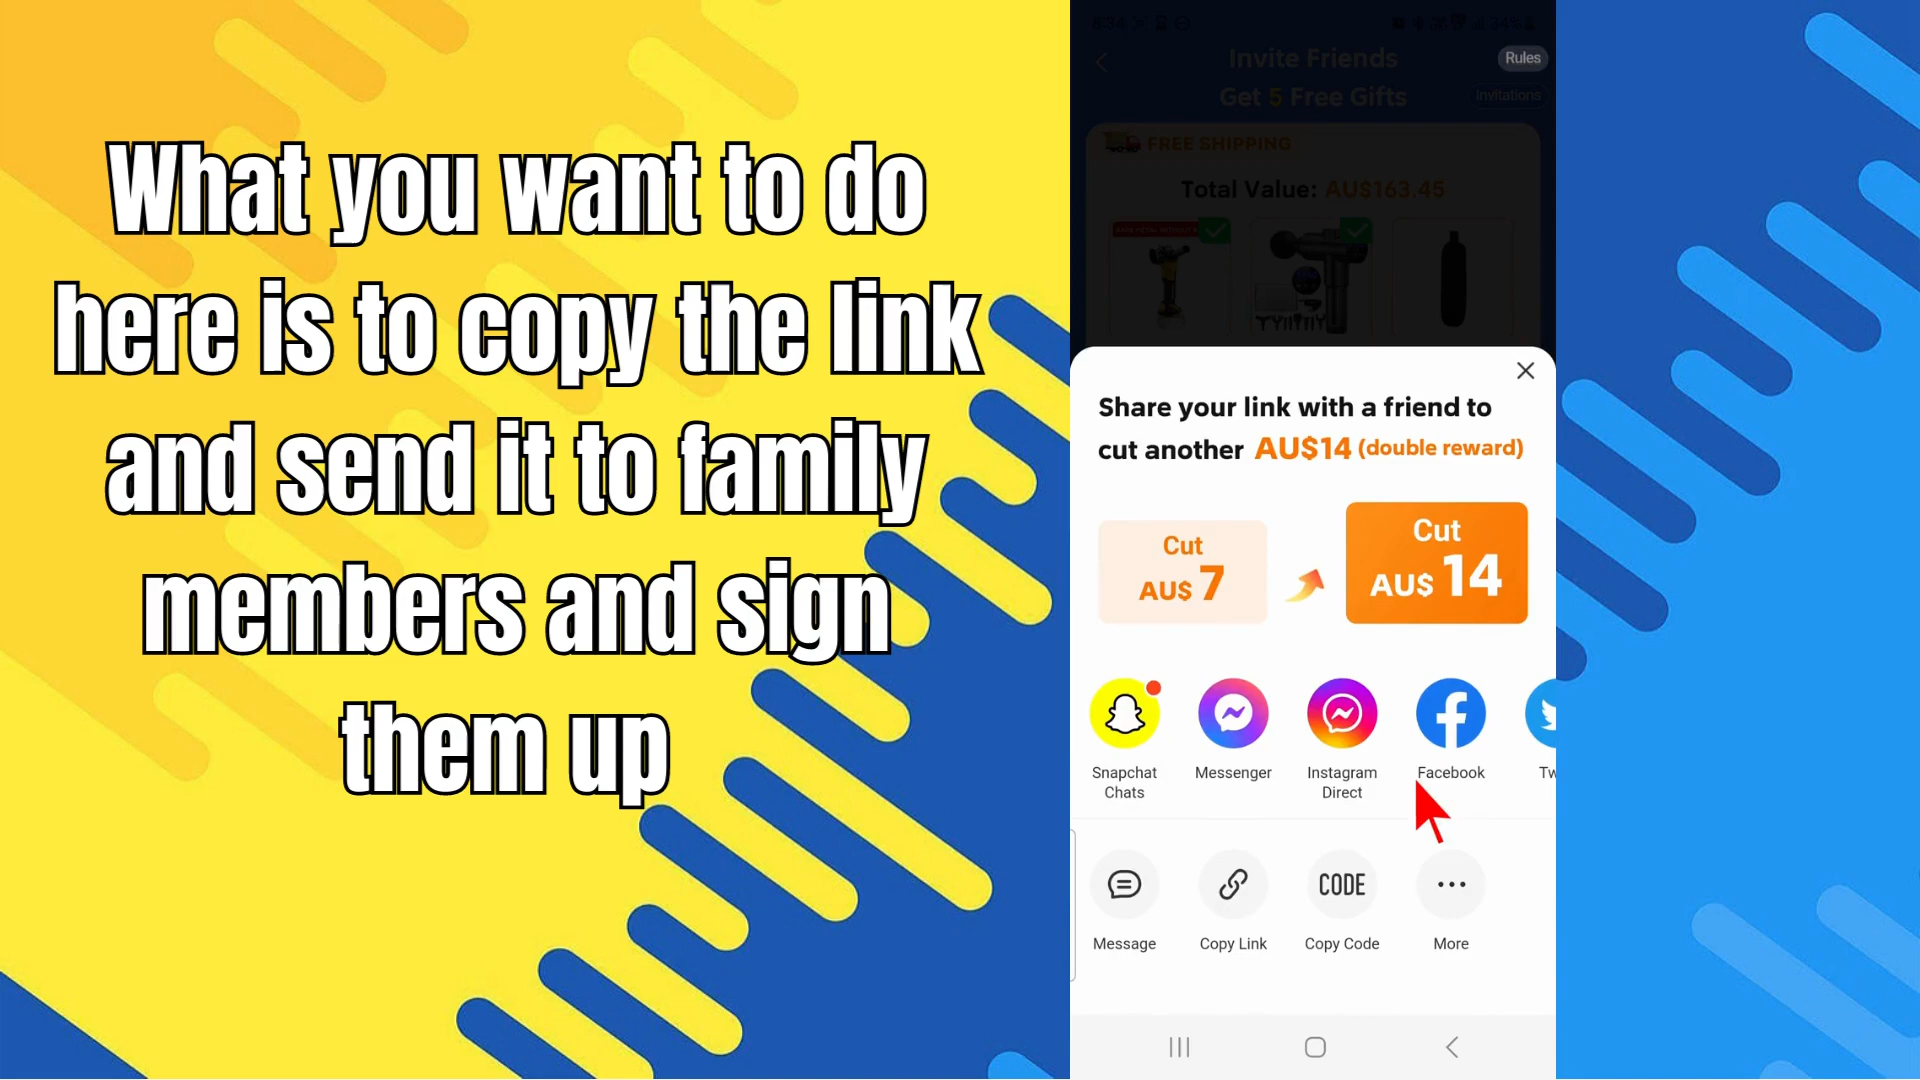 What you want to do
here is to copy the link
and send it to family
members and sign
them up
Invite Friends
Rules
Get 5 Free Gifts
Invitations
FREE SHIPPING
Total Value: AU$163.45
Share your link with a friend to
cut another AU$14 (double reward)
Cut
AU$ 7
Cut
AU$ 14
Snapchat Chats
Messenger
Instagram Direct
Facebook
Tw
Message
CODE
Copy Link
Copy Code
More